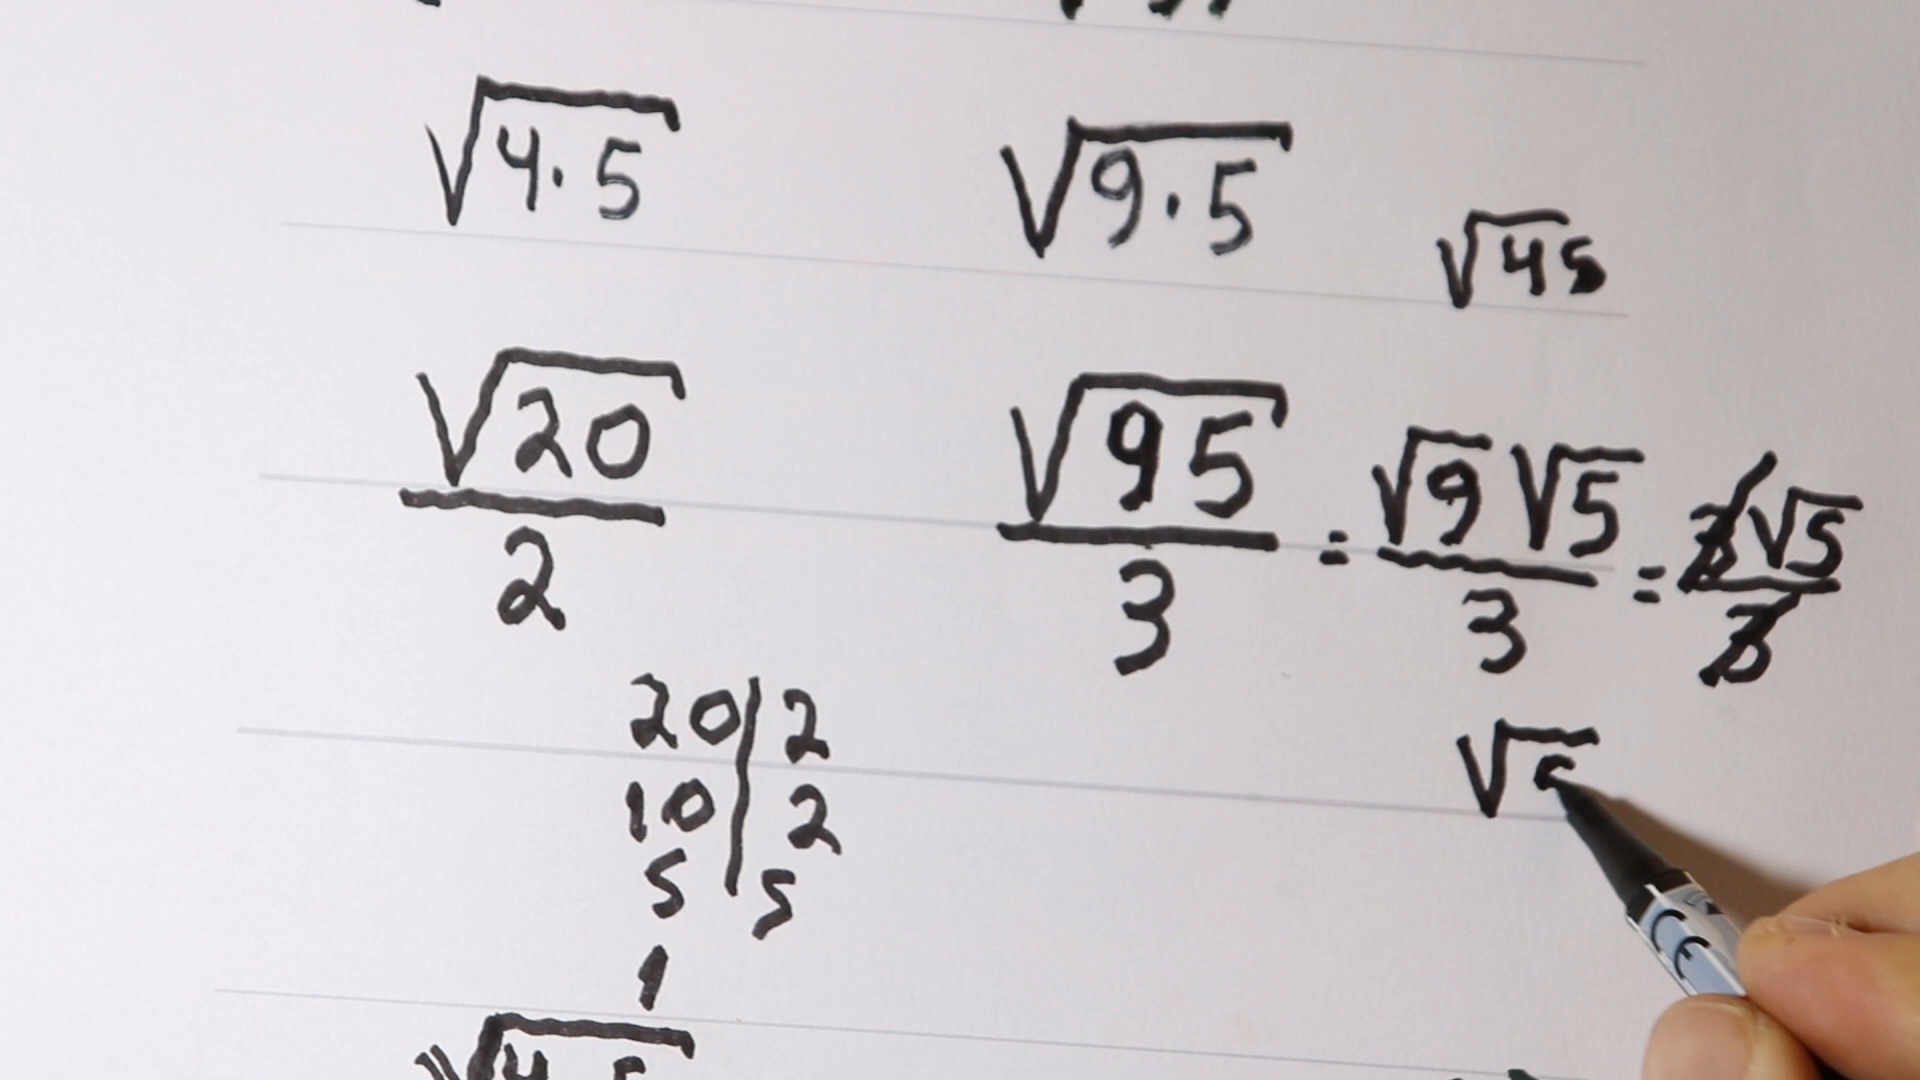 √4·5 √9·5
√45
√20/2 √95/3 = √9√5/3 = 3√5/3
20 | 2
10 | 2
5 | 5
1
√